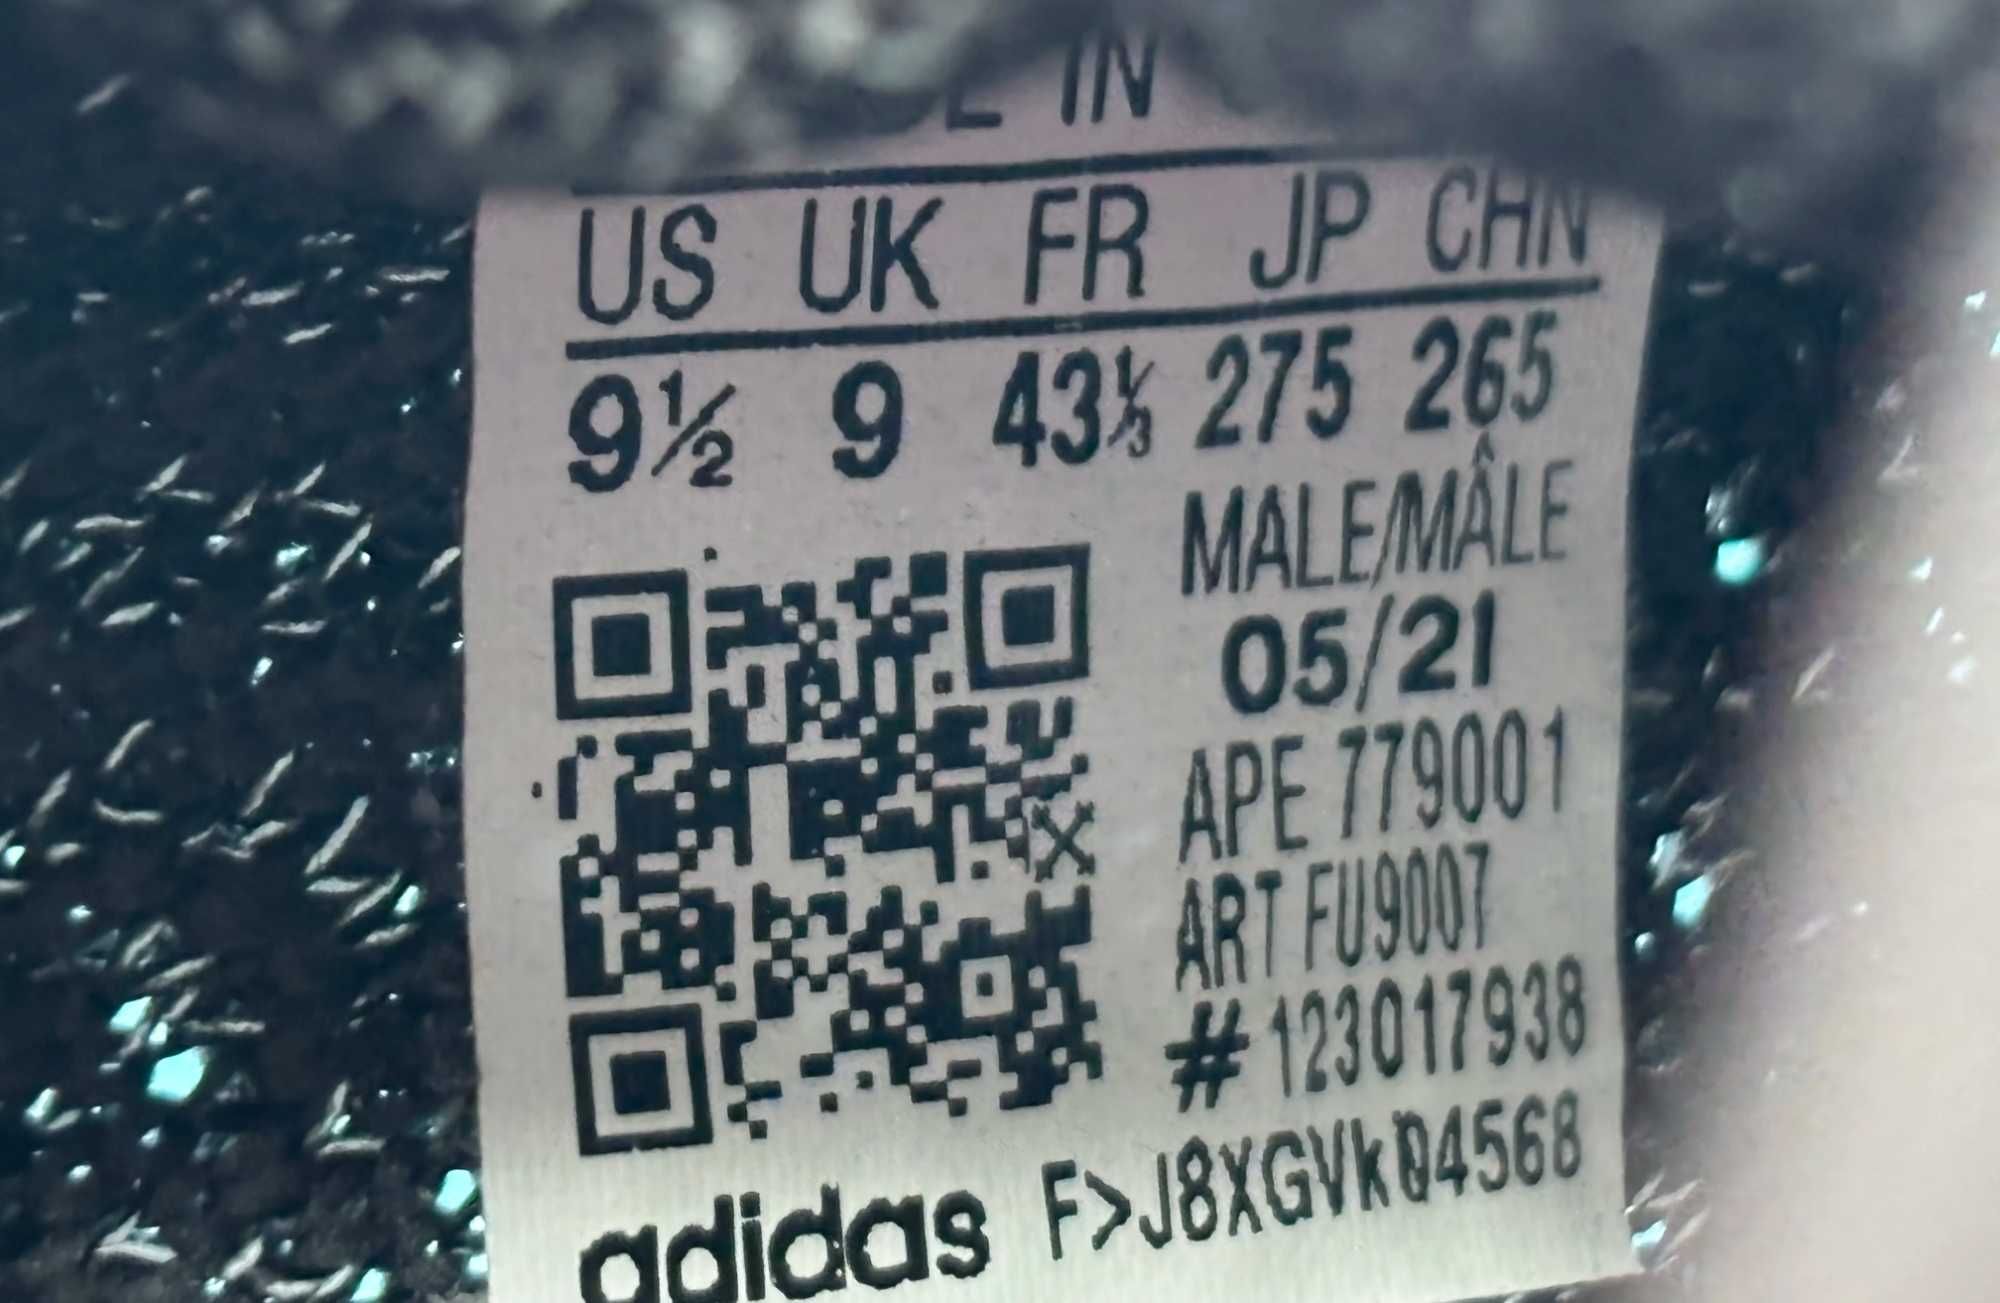 IN
US UK FR JP CHN
9½ 9 43⅓ 275 265
MALE/MÂLE
05/21
APE 779001
ART FU9007
# 123017938
adidas